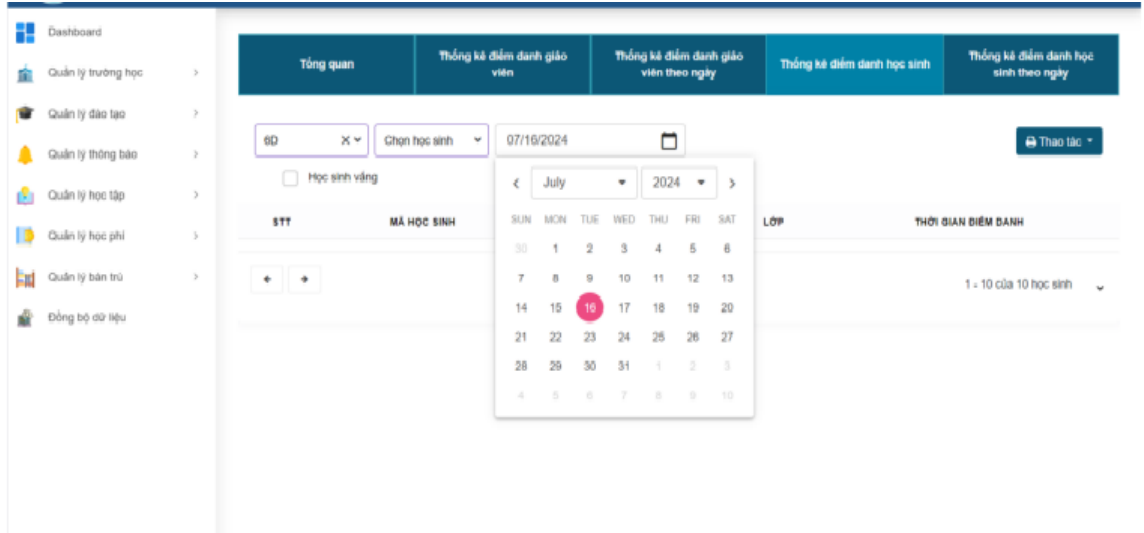 Dashboard
Quản lý trường học
Quản lý đào tạo
Quản lý thông báo
Quản lý học tập
Quản lý học phí
Quản lý bán trú
Đồng bộ dữ liệu
Tổng quan
Thống kê điểm danh giáo
viên
Thống kê điểm danh giáo
viên theo ngày
Thống kê điểm danh học sinh
Thống kê điểm danh học
sinh theo ngày
6D
Chọn học sinh
07/16/2024
Thao tác
Học sinh vắng
July 2024
SUN MON TUE WED THU FRI SAT
30 1 2 3 4 5 6
7 8 9 10 11 12 13
14 15 16 17 18 19 20
21 22 23 24 25 26 27
28 29 30 31 1 2 3
4 5 6 7 8 9 10
STT MÃ HỌC SINH LỚP THỜI GIAN ĐIỂM DANH
1 - 10 của 10 học sinh